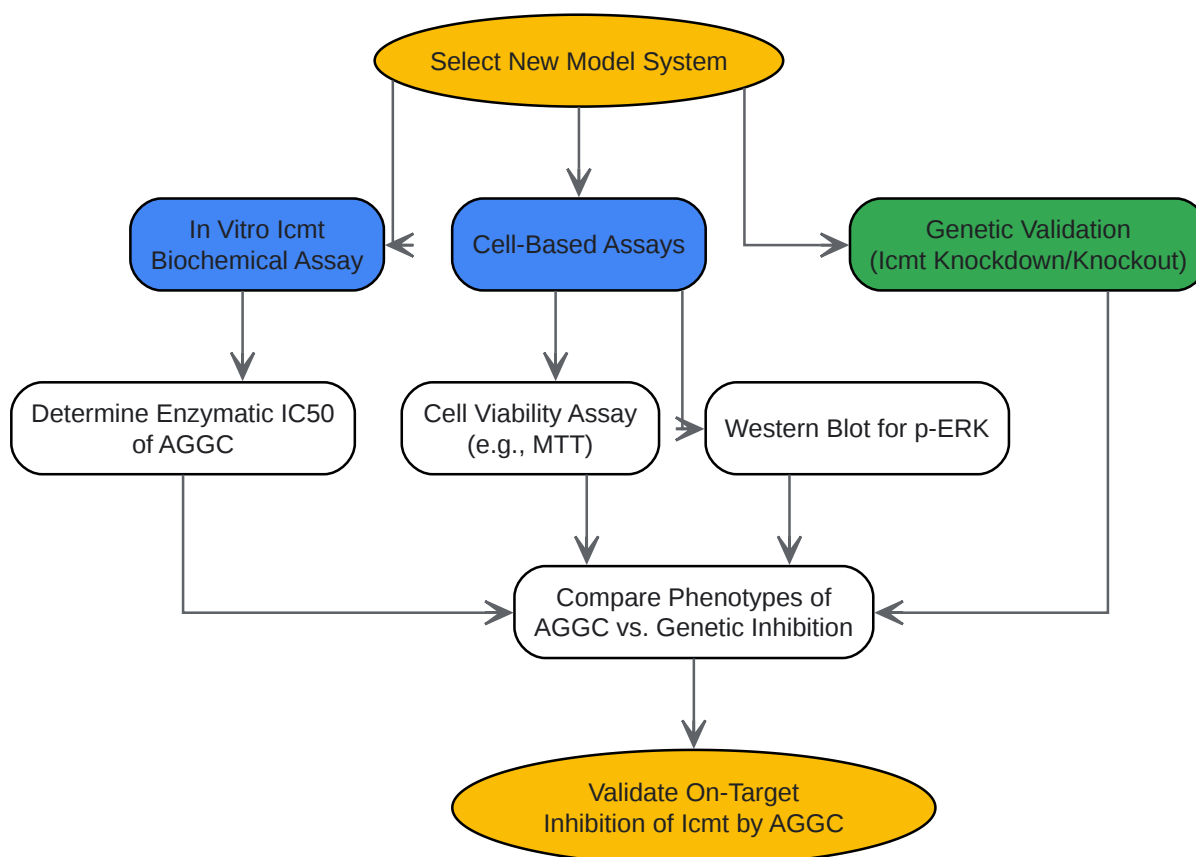 Select New Model System
In Vitro Icmt
Biochemical Assay
Cell-Based Assays
Genetic Validation
(Icmt Knockdown/Knockout)
Determine Enzymatic IC50
of AGGC
Cell Viability Assay
(e.g., MTT)
Western Blot for p-ERK
Compare Phenotypes of
AGGC vs. Genetic Inhibition
Validate On-Target
Inhibition of Icmt by AGGC